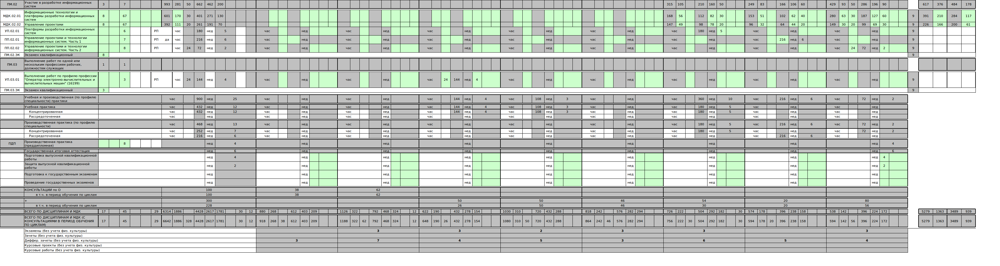 ПМ.02 Участие в разработке информационных систем 3 7 993 281 50 662 462 200 315 105 210 160 50 249 83 166 106 60 429 93 50 286 196 90 617 376 484 178
МДК.02.01 Информационные технологии и платформы разработки информационных систем 8 67 601 170 30 401 271 130 168 56 112 82 30 153 51 102 62 40 280 63 30 187 127 60 9 391 210 284 117
МДК.02.02 Управление проектами 8 67 392 111 20 261 191 70 147 49 98 78 20 96 32 64 44 20 149 30 20 99 69 30 9 226 166 200 61
УП.02.01 Платформы разработки информационных систем 6 РП час 180 нед 5 час нед час нед час нед час нед час нед час 180 нед 5 час нед час нед 9
ПП.02.01 Управление проектами и технологии информационных систем. Часть 1 7 РП да час 216 нед 6 час нед час нед час нед час нед час нед час нед час 216 нед 6 час нед 9
ПП.02.02 Управление проектами и технологии информационных систем. Часть 2 8 РП час 24 72 нед 2 час нед час нед час нед час нед час нед час нед час нед час 24 72 нед 2 9
ПМ.02.ЭК Экзамен квалификационный 8 9
ПМ.03 Выполнение работ по одной или нескольким профессиям рабочих, должностям служащих 1 1
УП.03.01 Выполнение работ по профилю профессии "Оператор электронно-вычислительных и вычислительных машин" (16199) 3 РП час 24 144 нед 4 час нед час нед час 24 144 нед 4 час нед час нед час нед час нед час нед 9
ПМ.03.ЭК Экзамен квалификационный 3 9
Учебная и производственная (по профилю специальности) практики час 900 нед 25 час нед час нед час 144 нед 4 час 108 нед 3 час нед час 360 нед 10 час 216 нед 6 час 72 нед 2
Учебная практика час 432 нед 12 час нед час нед час 144 нед 4 час 108 нед 3 час нед час 180 нед 5 час нед час нед
Концентрированная час 432 нед 12 час нед час нед час 144 нед 4 час 108 нед 3 час нед час 180 нед 5 час нед час нед
Рассредоточенная час нед час нед час нед час нед час нед час нед час нед час нед час нед
Производственная практика (по профилю специальности) час 468 нед 13 час нед час нед час нед час нед час нед час 180 нед 5 час 216 нед 6 час 72 нед 2
Концентрированная час 252 нед 7 час нед час нед час нед час нед час нед час 180 нед 5 час нед час 72 нед 2
Рассредоточенная час 216 нед 6 час нед час нед час нед час нед час нед час нед час 216 нед 6 час нед
ПДП Производственная практика (преддипломная) 8 нед 4 нед нед нед нед нед нед нед нед 4
Государственная итоговая аттестация нед 6 нед нед нед нед нед нед нед нед 6
Подготовка выпускной квалификационной работы нед 4 нед нед нед нед нед нед нед нед 4
Защита выпускной квалификационной работы нед 2 нед нед нед нед нед нед нед нед 2
Подготовка к государственным экзаменам нед нед нед нед нед нед нед нед нед
Проведение государственных экзаменов нед нед нед нед нед нед нед нед нед
КОНСУЛЬТАЦИИ по О 100 38 62
в т.ч. в период обучения по циклам 100 38 62
+ 300 50 50 46 54 20 80
в т.ч. в период обучения по циклам 228 26 50 46 30 20 56
ВСЕГО ПО ДИСЦИПЛИНАМ И МДК 17 45 29 6314 1886 4428 2617 1781 30 12 880 268 612 403 209 1126 322 792 468 324 12 622 190 432 278 154 12 1030 310 720 432 288 818 242 576 282 294 726 222 504 292 182 30 574 178 396 238 158 538 142 396 224 172 5279 1363 3489 939
ВСЕГО ПО ДИСЦИПЛИНАМ И МДК (С КОНСУЛЬТАЦИЯМИ В ПЕРИОД ОБУЧЕНИЯ ПО ЦИКЛАМ) 17 45 29 6642 1886 328 4428 2617 1781 30 12 918 268 38 612 403 209 1188 322 62 792 468 324 12 648 190 26 432 278 154 1080 310 50 720 432 288 864 242 46 576 282 294 756 222 30 504 292 182 30 594 178 20 396 238 158 594 142 56 396 224 172 5279 1363 3489 939
Экзамены (без учета физ. культуры) 3 3 2 3 3 3
Зачеты (без учета физ. культуры)
Диффер. зачеты (без учета физ. культуры) 3 7 4 5 3 6 5 4
Курсовые проекты (без учета физ. культуры)
Курсовые работы (без учета физ. культуры)